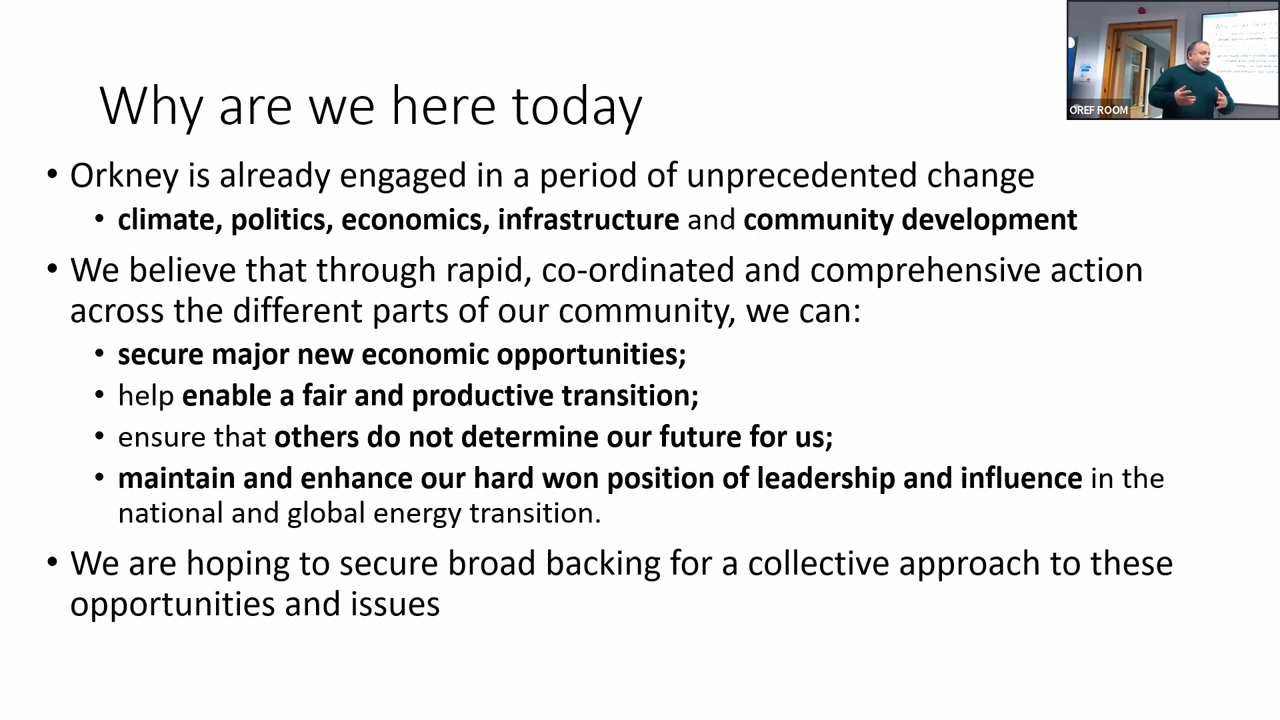 Why are we here today
OREF ROOM
• Orkney is already engaged in a period of unprecedented change
• climate, politics, economics, infrastructure and community development
• We believe that through rapid, co-ordinated and comprehensive action
across the different parts of our community, we can:
• secure major new economic opportunities;
• help enable a fair and productive transition;
• ensure that others do not determine our future for us;
• maintain and enhance our hard won position of leadership and influence in the
national and global energy transition.
• We are hoping to secure broad backing for a collective approach to these
opportunities and issues